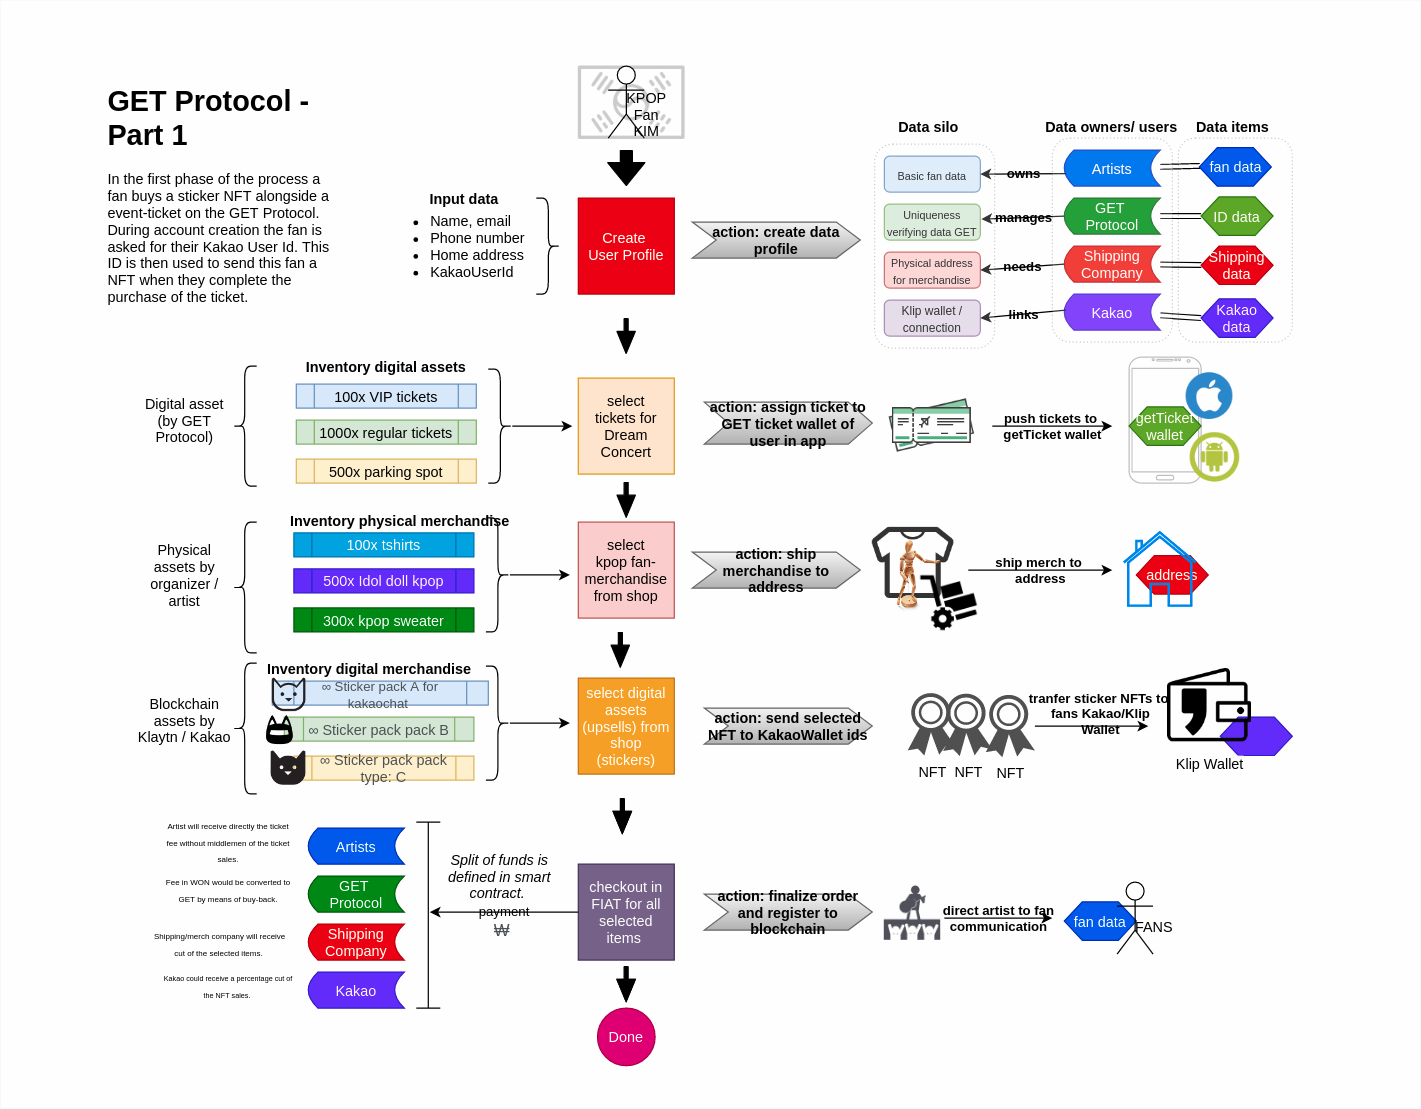 GET Protocol -
Part 1
In the first phase of the process a
fan buys a sticker NFT alongside a
event-ticket on the GET Protocol.
During account creation the fan is
asked for their Kakao User Id. This
ID is then used to send this fan a
NFT when they complete the
purchase of the ticket.
KPOP
Fan
KIM
Input data
Name, email
Phone number
Home address
KakaoUserId
Create
User Profile
action: create data
profile
Data silo
Data owners/ users
Data items
Basic fan data
owns
Artists
fan data
Uniqueness
verifying data GET
manages
GET
Protocol
ID data
Physical address
for merchandise
needs
Shipping
Company
Shipping
data
Klip wallet /
connection
links
Kakao
Kakao
data
Digital asset
(by GET
Protocol)
Inventory digital assets
100x VIP tickets
1000x regular tickets
500x parking spot
select
tickets for
Dream
Concert
action: assign ticket to
GET ticket wallet of
user in app
push tickets to
getTicket wallet
getTicket
wallet
Physical
assets by
organizer /
artist
Inventory physical merchandise
100x tshirts
500x Idol doll kpop
300x kpop sweater
select
kpop fan-
merchandise
from shop
action: ship
merchandise to
address
ship merch to
address
address
Blockchain
assets by
Klaytn / Kakao
Inventory digital merchandise
∞ Sticker pack A for
kakaochat
∞ Sticker pack pack B
∞ Sticker pack pack
type: C
select digital
assets
(upsells) from
shop
(stickers)
action: send selected
NFT to KakaoWallet ids
NFT
NFT
NFT
tranfer sticker NFTs to
fans Kakao/Klip
Wallet
Klip Wallet
Artist will receive directly the ticket
fee without middlemen of the ticket
sales.
Fee in WON would be converted to
GET by means of buy-back.
Shipping/merch company will receive
cut of the selected items.
Kakao could receive a percentage cut of
the NFT sales.
Artists
GET
Protocol
Shipping
Company
Kakao
Split of funds is
defined in smart
contract.
payment
₩
checkout in
FIAT for all
selected
items
action: finalize order
and register to
blockchain
direct artist to fan
communication
fan data
FANS
Done